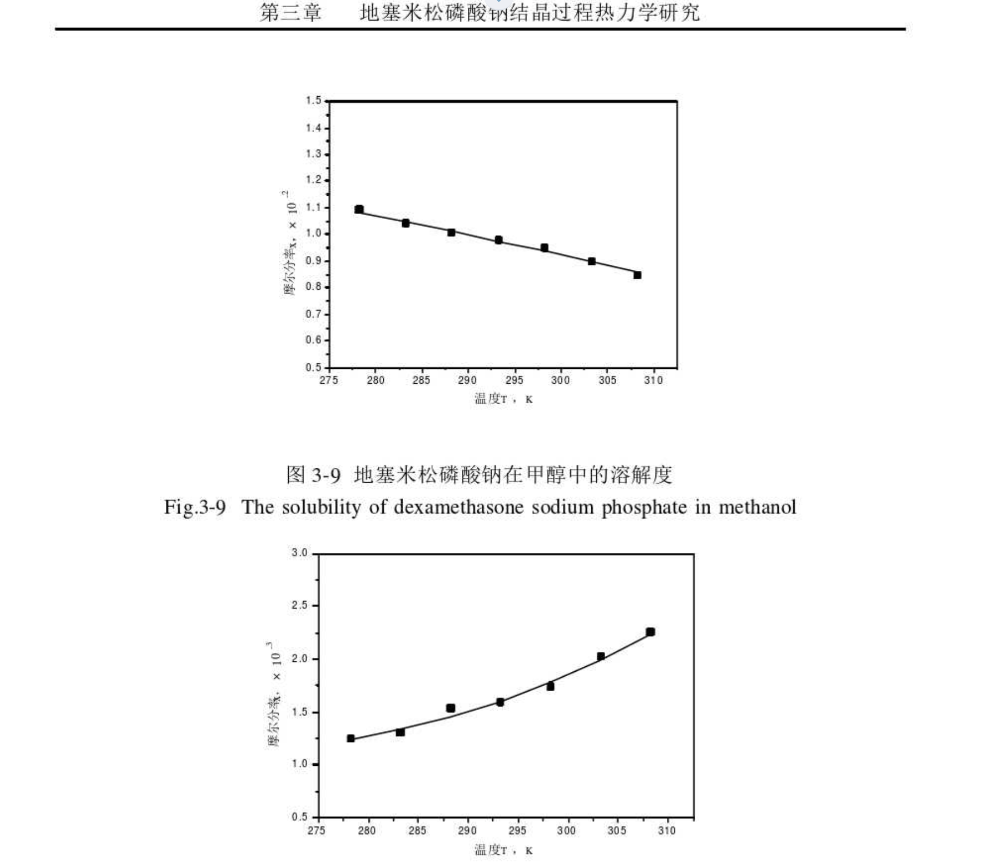 第三章 地塞米松磷酸钠结晶过程热力学研究
1.5
1.4
1.3
1.2
1.1
1.0
0.9
0.8
0.7
0.6
0.5
摩尔分率x, × 10 -2
275 280 285 290 295 300 305 310
温度T , K
图 3-9 地塞米松磷酸钠在甲醇中的溶解度
Fig.3-9 The solubility of dexamethasone sodium phosphate in methanol
3.0
2.5
2.0
1.5
1.0
0.5
摩尔分率x, × 10 -3
275 280 285 290 295 300 305 310
温度T , K